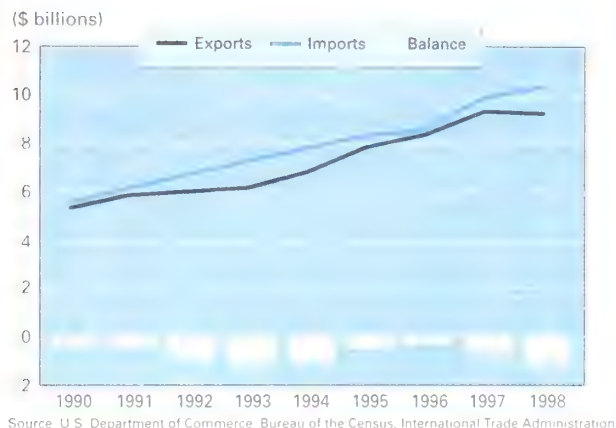 ($ billions)
Exports Imports Balance
12
10
8
6
4
2
0
2
1990 1991 1992 1993 1994 1995 1996 1997 1998
Source U S Department of Commerce Bureau of the Census, International Trade Administration